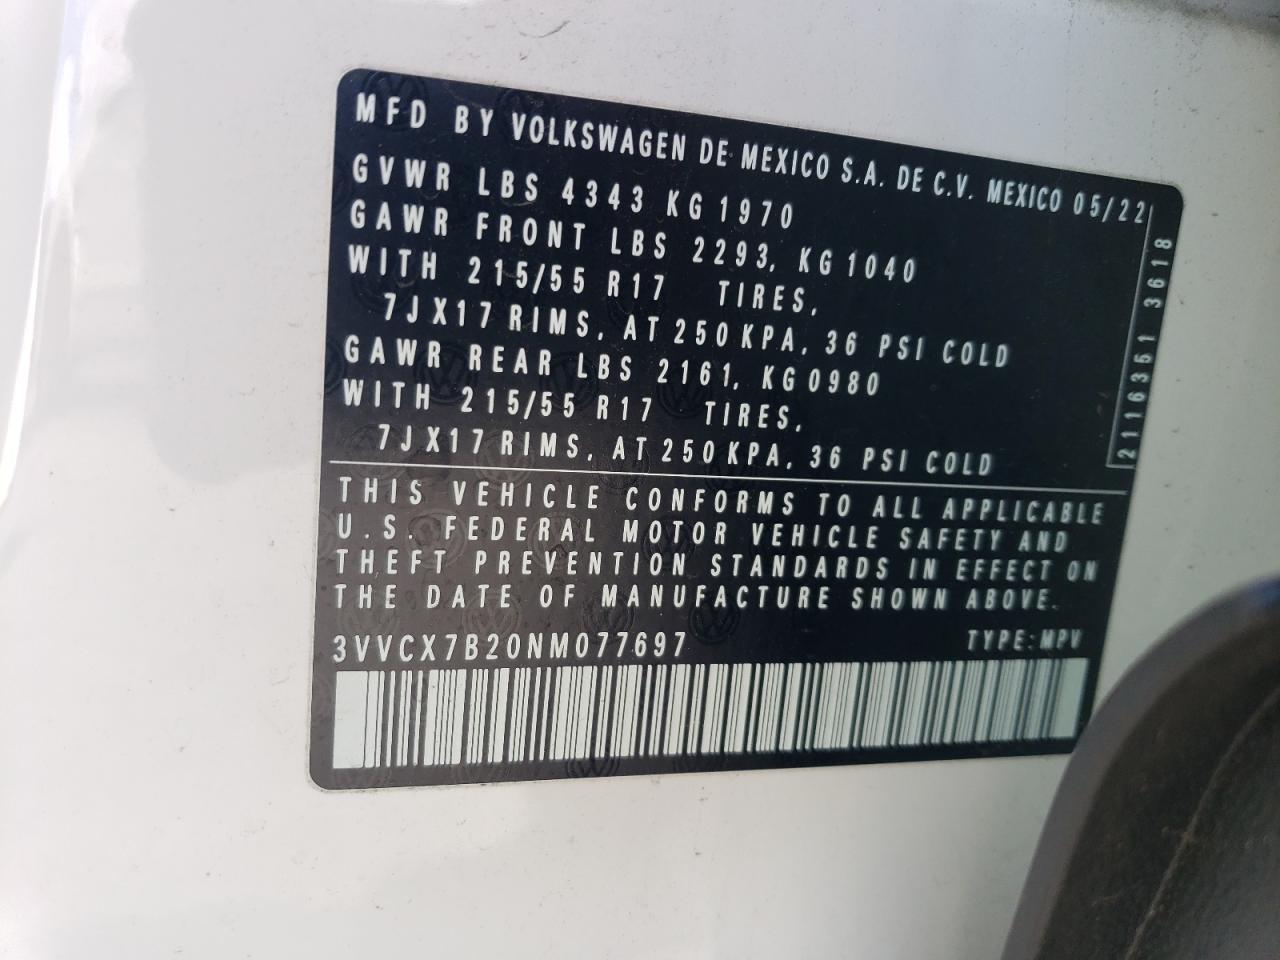 MFD BY VOLKSWAGEN DE MEXICO S.A. DE C.V. MEXICO 05/22
GVWR LBS 4343 KG 1970
GAWR FRONT LBS 2293, KG 1040
WITH 215/55 R17 TIRES,
7JX17 RIMS, AT 250 KPA, 36 PSI COLD
GAWR REAR LBS 2161, KG 0980
WITH 215/55 R17 TIRES,
7JX17 RIMS, AT 250 KPA, 36 PSI COLD
2116351 3618
THIS VEHICLE CONFORMS TO ALL APPLICABLE
U.S. FEDERAL MOTOR VEHICLE SAFETY AND
THEFT PREVENTION STANDARDS IN EFFECT ON
THE DATE OF MANUFACTURE SHOWN ABOVE.
3VVCX7B20NM077697 TYPE: MPV